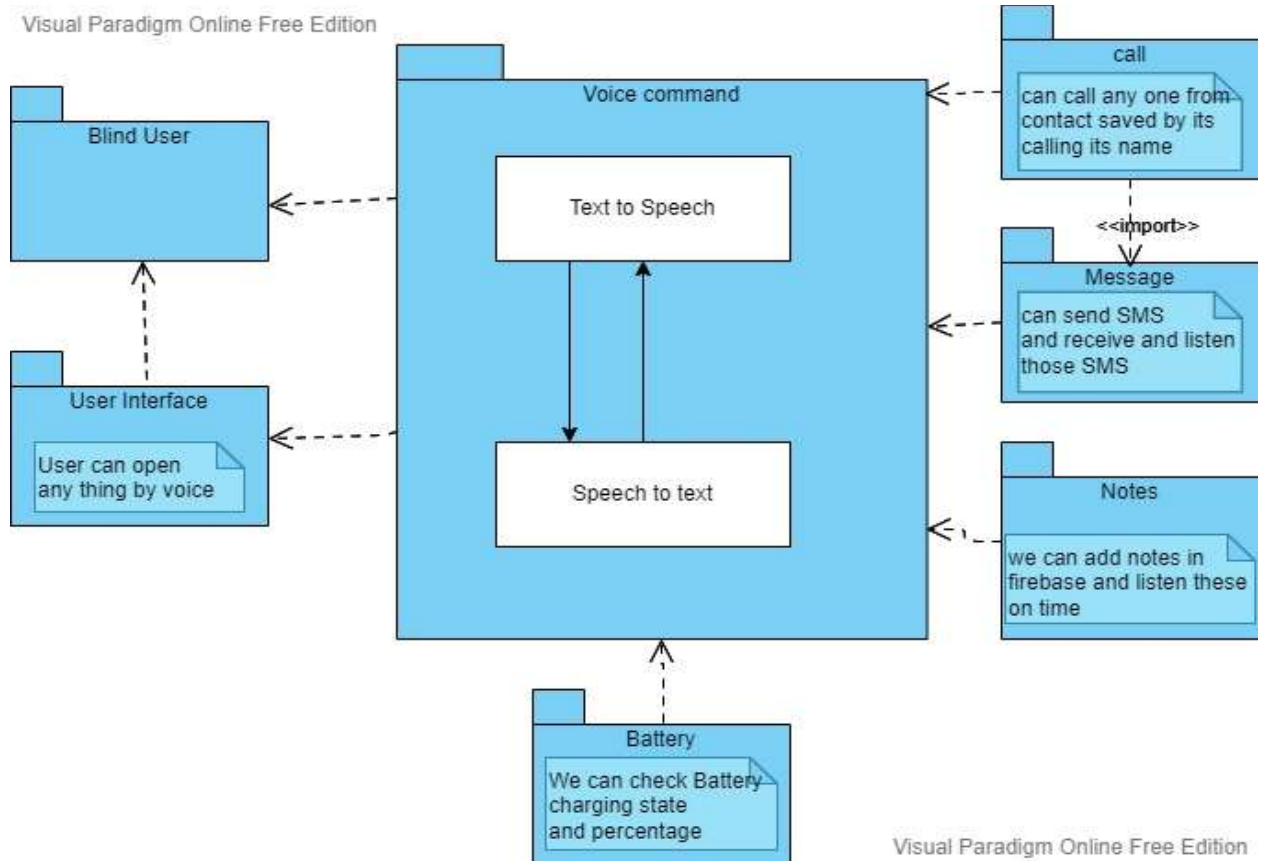 Visual Paradigm Online Free Edition
Blind User
User Interface
User can open
any thing by voice
Voice command
Text to Speech
Speech to text
call
can call any one from
contact saved by its
calling its name
<<import>>
Message
can send SMS
and receive and listen
those SMS
Notes
we can add notes in
firebase and listen these
on time
Battery
We can check Battery
charging state
and percentage
Visual Paradigm Online Free Edition